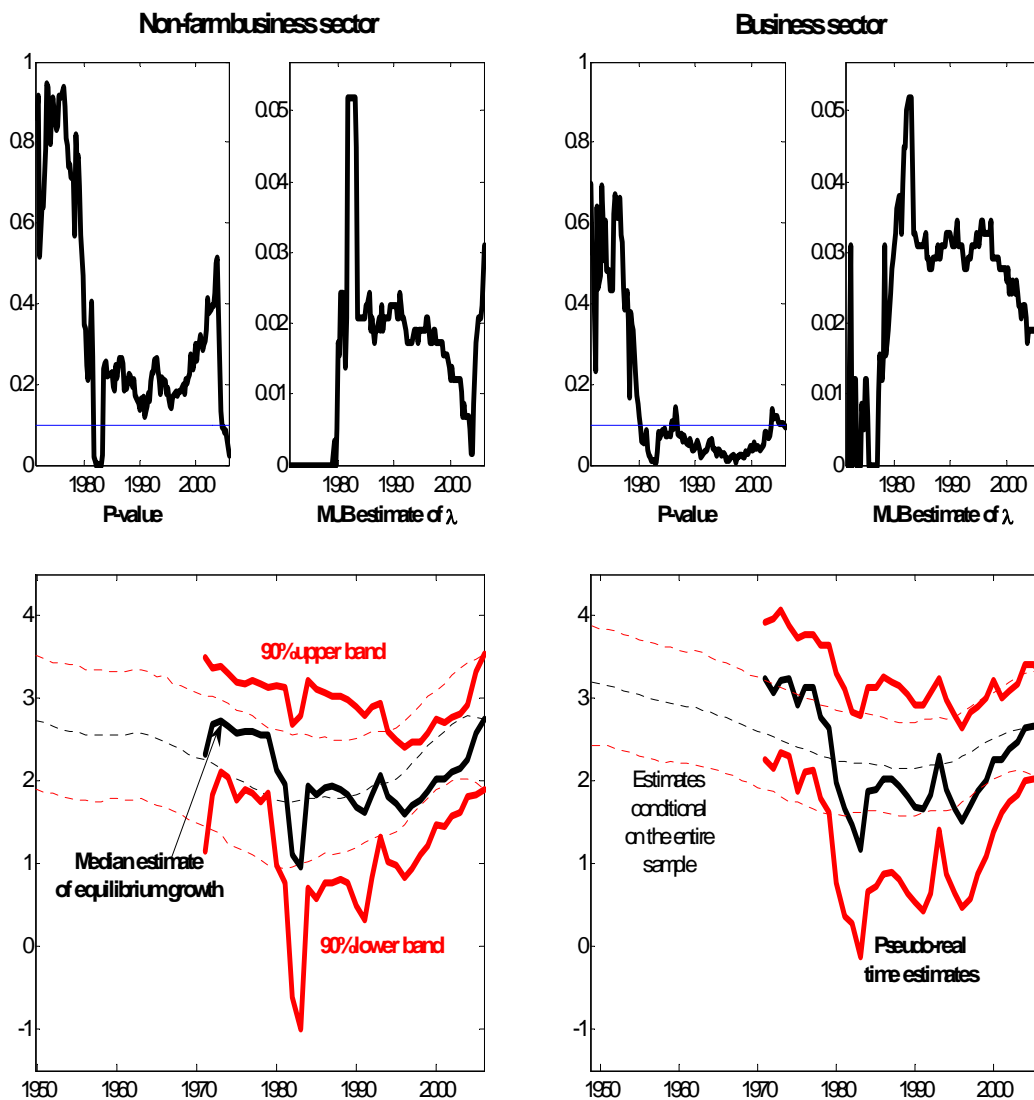 Non-farm business sector
Business sector
1
0.8
0.6
0.4
0.2
0
1980 1990 2000
P-value
0.05
0.04
0.03
0.02
0.01
0
1980 1990 2000
MUB estimate of λ
1
0.8
0.6
0.4
0.2
0
1980 1990 2000
P-value
0.05
0.04
0.03
0.02
0.01
0
1980 1990 2000
MUB estimate of λ
4
3
2
1
0
-1
90% upper band
Median estimate
of equilibrium growth
90% lower band
1950 1960 1970 1980 1990 2000
4
3
2
1
0
-1
Estimates
conditional
on the entire
sample
Pseudo-real
time estimates
1950 1960 1970 1980 1990 2000